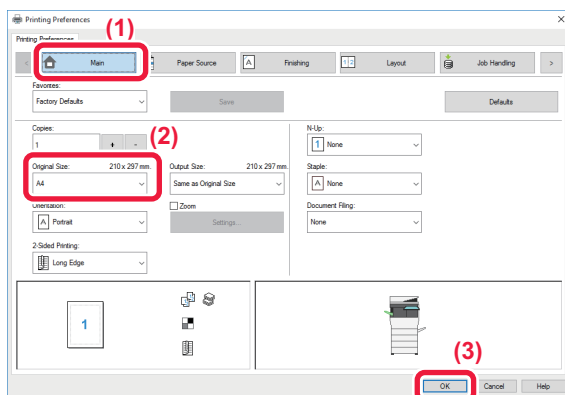 Printing Preferences
(1)
Printing Preferences
Main
Paper Source
A
Finishing
1 2
Layout
Job Handling
Favorites:
Factory Defaults
Save
Defaults
Copies:
1
+
-
(2)
N-Up:
1 None
Original Size: 210 x 297 mm.
A4
Output Size: 210 x 297 mm.
Same as Original Size
Staple:
A None
Orientation:
A Portrait
Zoom
Settings...
Document Filing:
None
2-Sided Printing:
Long Edge
1
(3)
OK
Cancel
Help